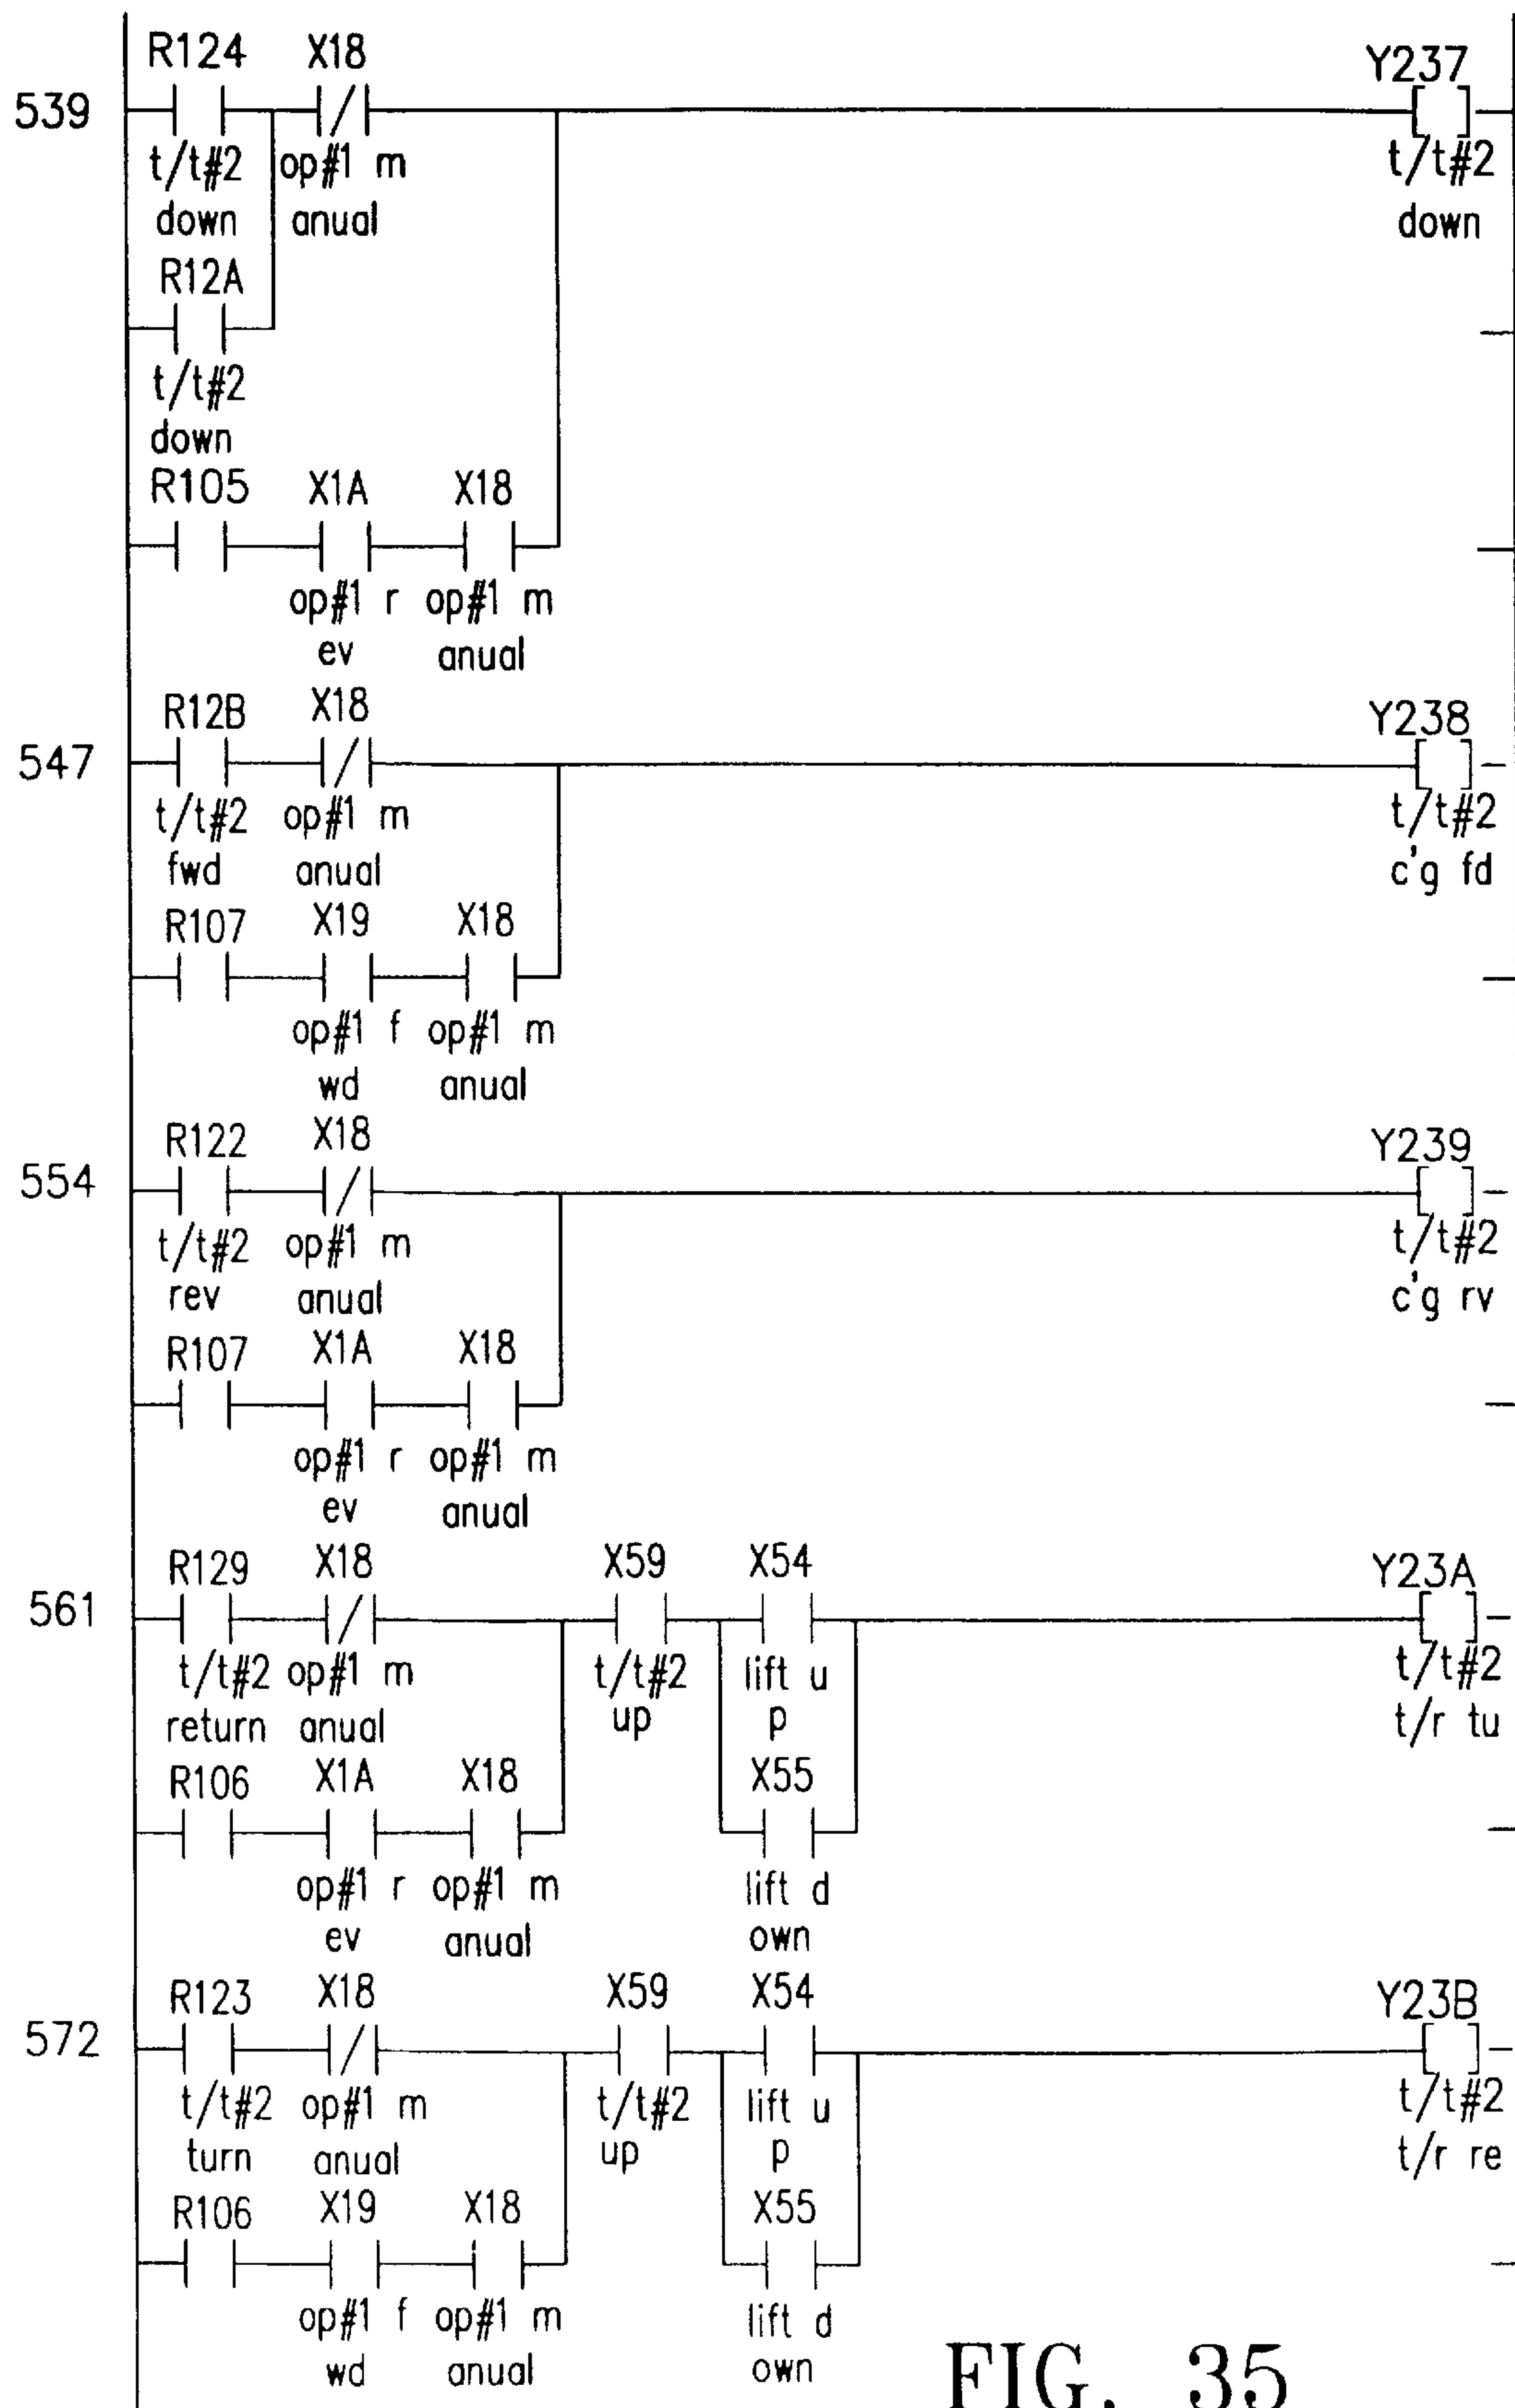 R124 X18 Y237
539
t/t#2 op#1 m t/t#2
down anual down
R12A
t/t#2
down
R105 X1A X18
op#1 r op#1 m
ev anual
R12B X18 Y238
547
t/t#2 op#1 m t/t#2
fwd anual c'g fd
R107 X19 X18
op#1 f op#1 m
wd anual
R122 X18 Y239
554
t/t#2 op#1 m t/t#2
rev anual c'g rv
R107 X1A X18
op#1 r op#1 m
ev anual
R129 X18 X59 X54 Y23A
561
t/t#2 op#1 m t/t#2 lift u t/t#2
return anual up p t/r tu
R106 X1A X18 X55
op#1 r op#1 m lift d
ev anual own
R123 X18 X59 X54 Y23B
572
t/t#2 op#1 m t/t#2 lift u t/t#2
turn anual up p t/r re
R106 X19 X18 X55
op#1 f op#1 m lift d
wd anual own
FIG. 35